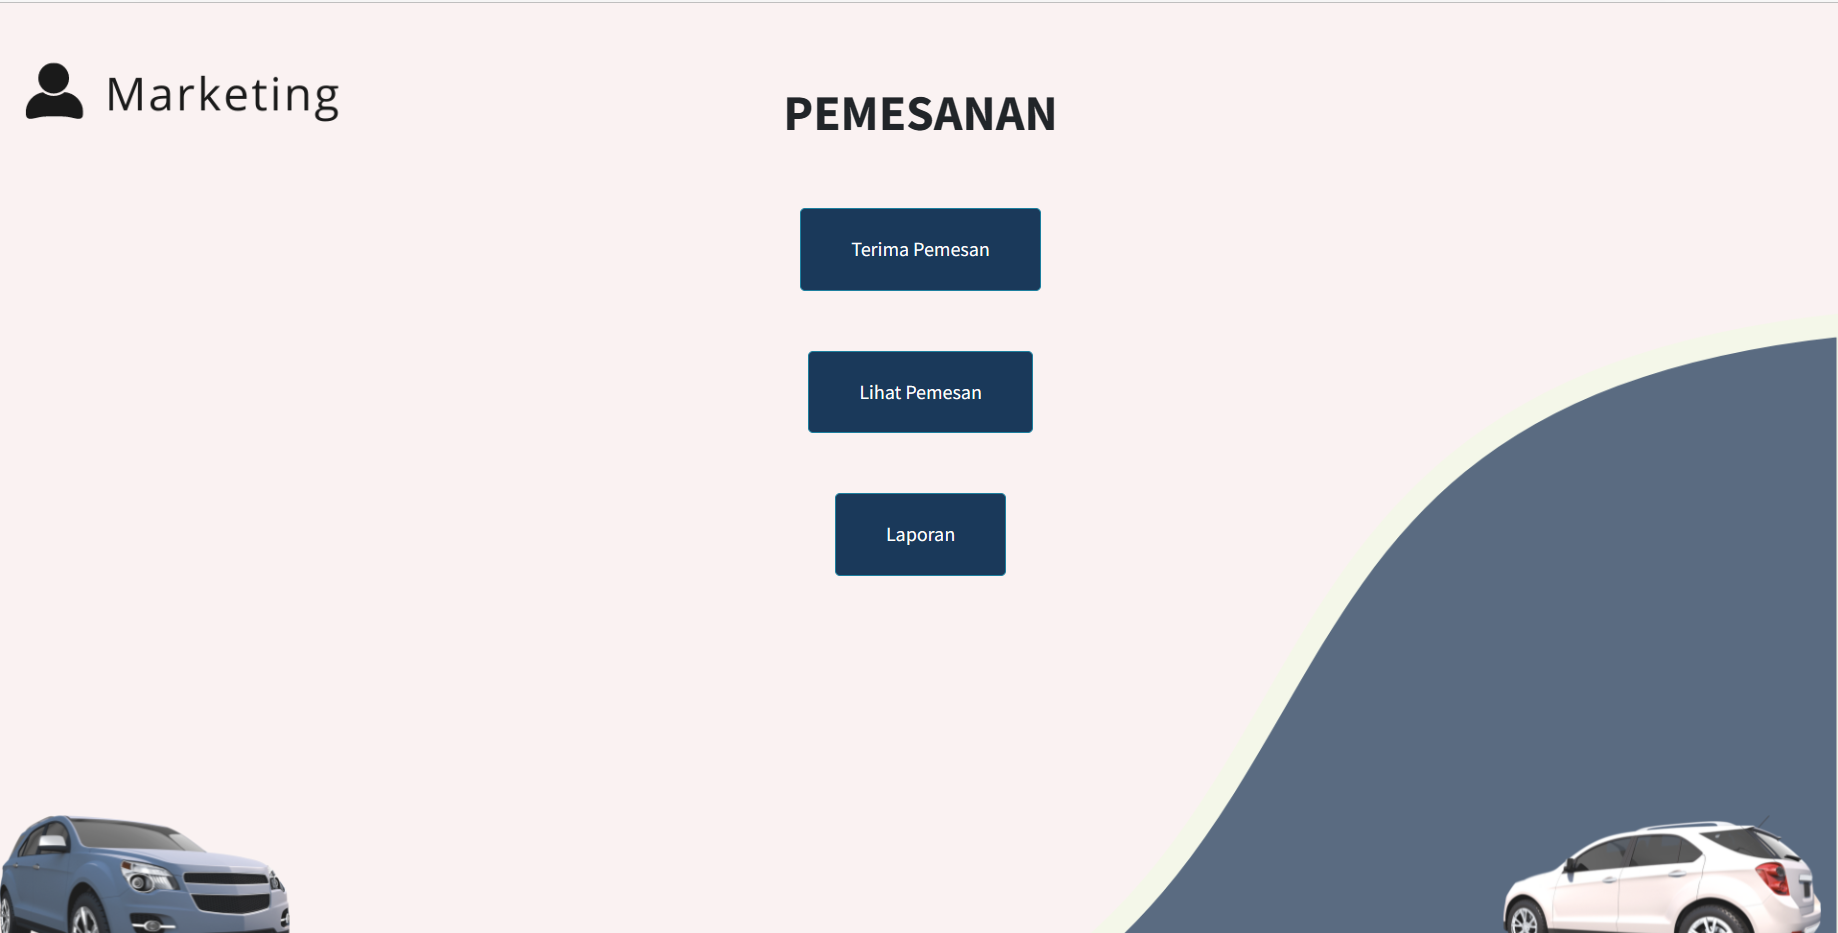 Marketing
PEMESANAN
Terima Pemesan
Lihat Pemesan
Laporan